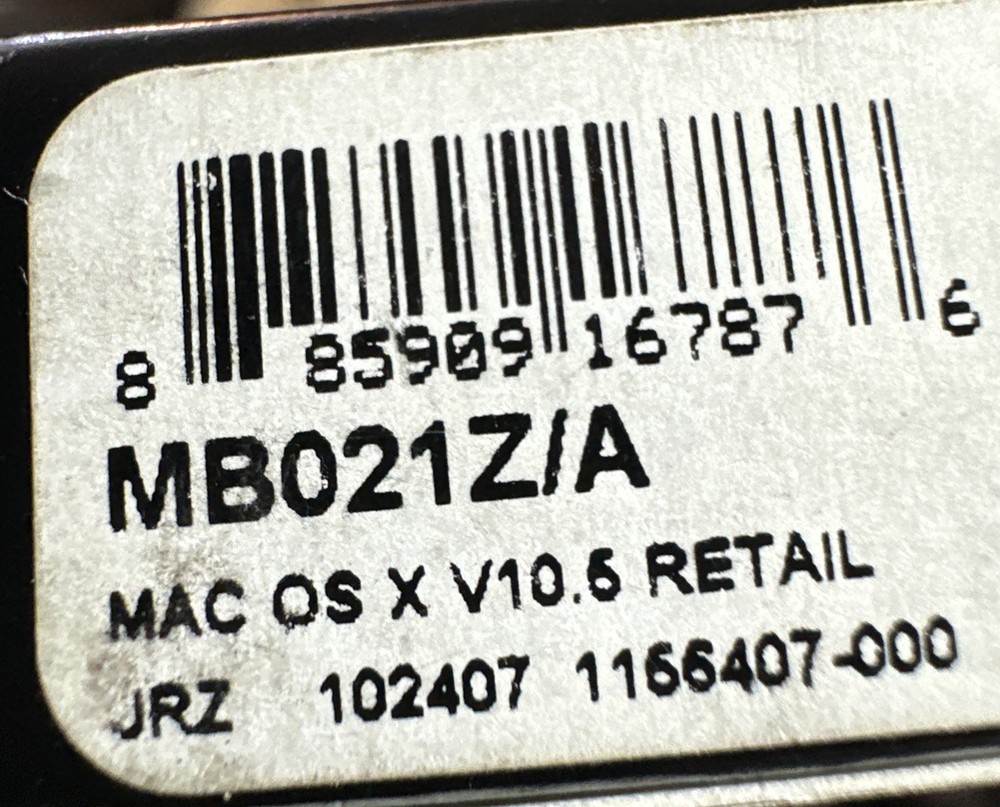 8 85909 16787 6
MB021Z/A
MAC OS X V10.5 RETAIL
JRZ 102407 1166407-000